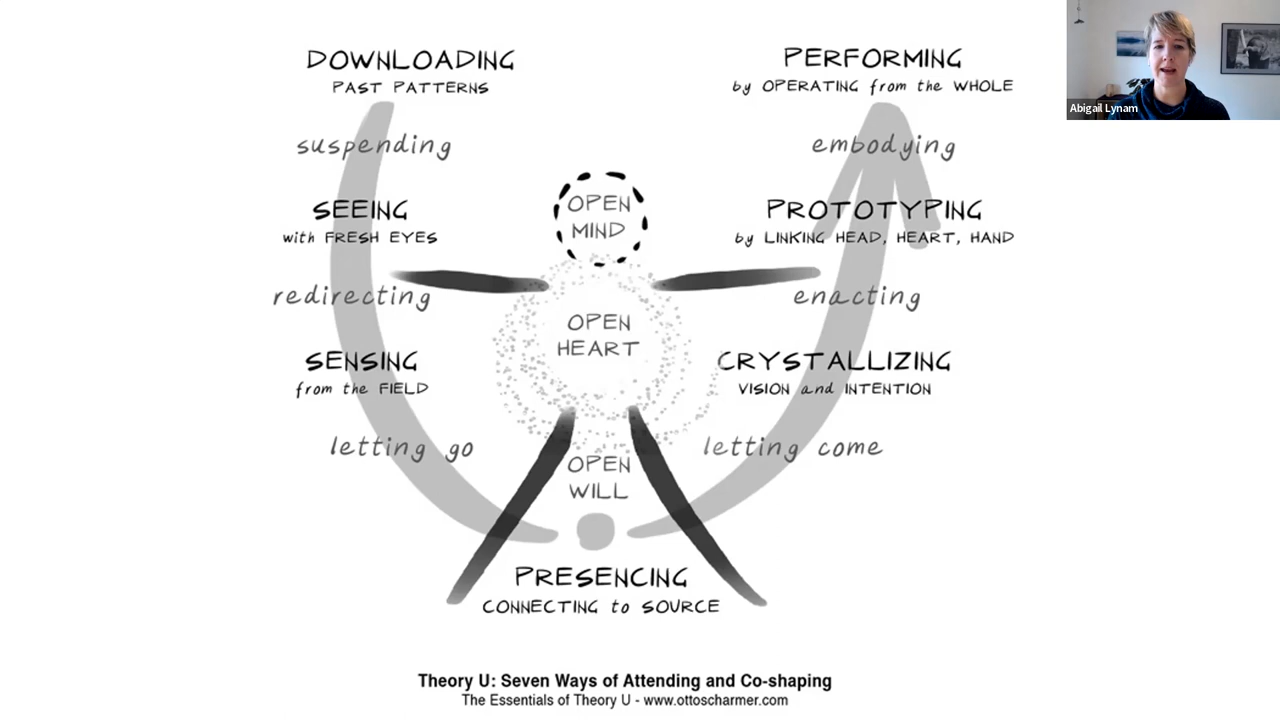 DOWNLOADING
PAST PATTERNS
suspending
SEEING
with FRESH EYES
redirecting
SENSING
from the FIELD
letting go
OPEN
MIND
OPEN
HEART
OPEN
WILL
PRESENCING
CONNECTING to SOURCE
PERFORMING
by OPERATING from the WHOLE
embodying
PROTOTYPING
by LINKING HEAD, HEART, HAND
enacting
CRYSTALLIZING
VISION and INTENTION
letting come
Theory U: Seven Ways of Attending and Co-shaping
The Essentials of Theory U - www.ottoscharmer.com
Abigail Lynam